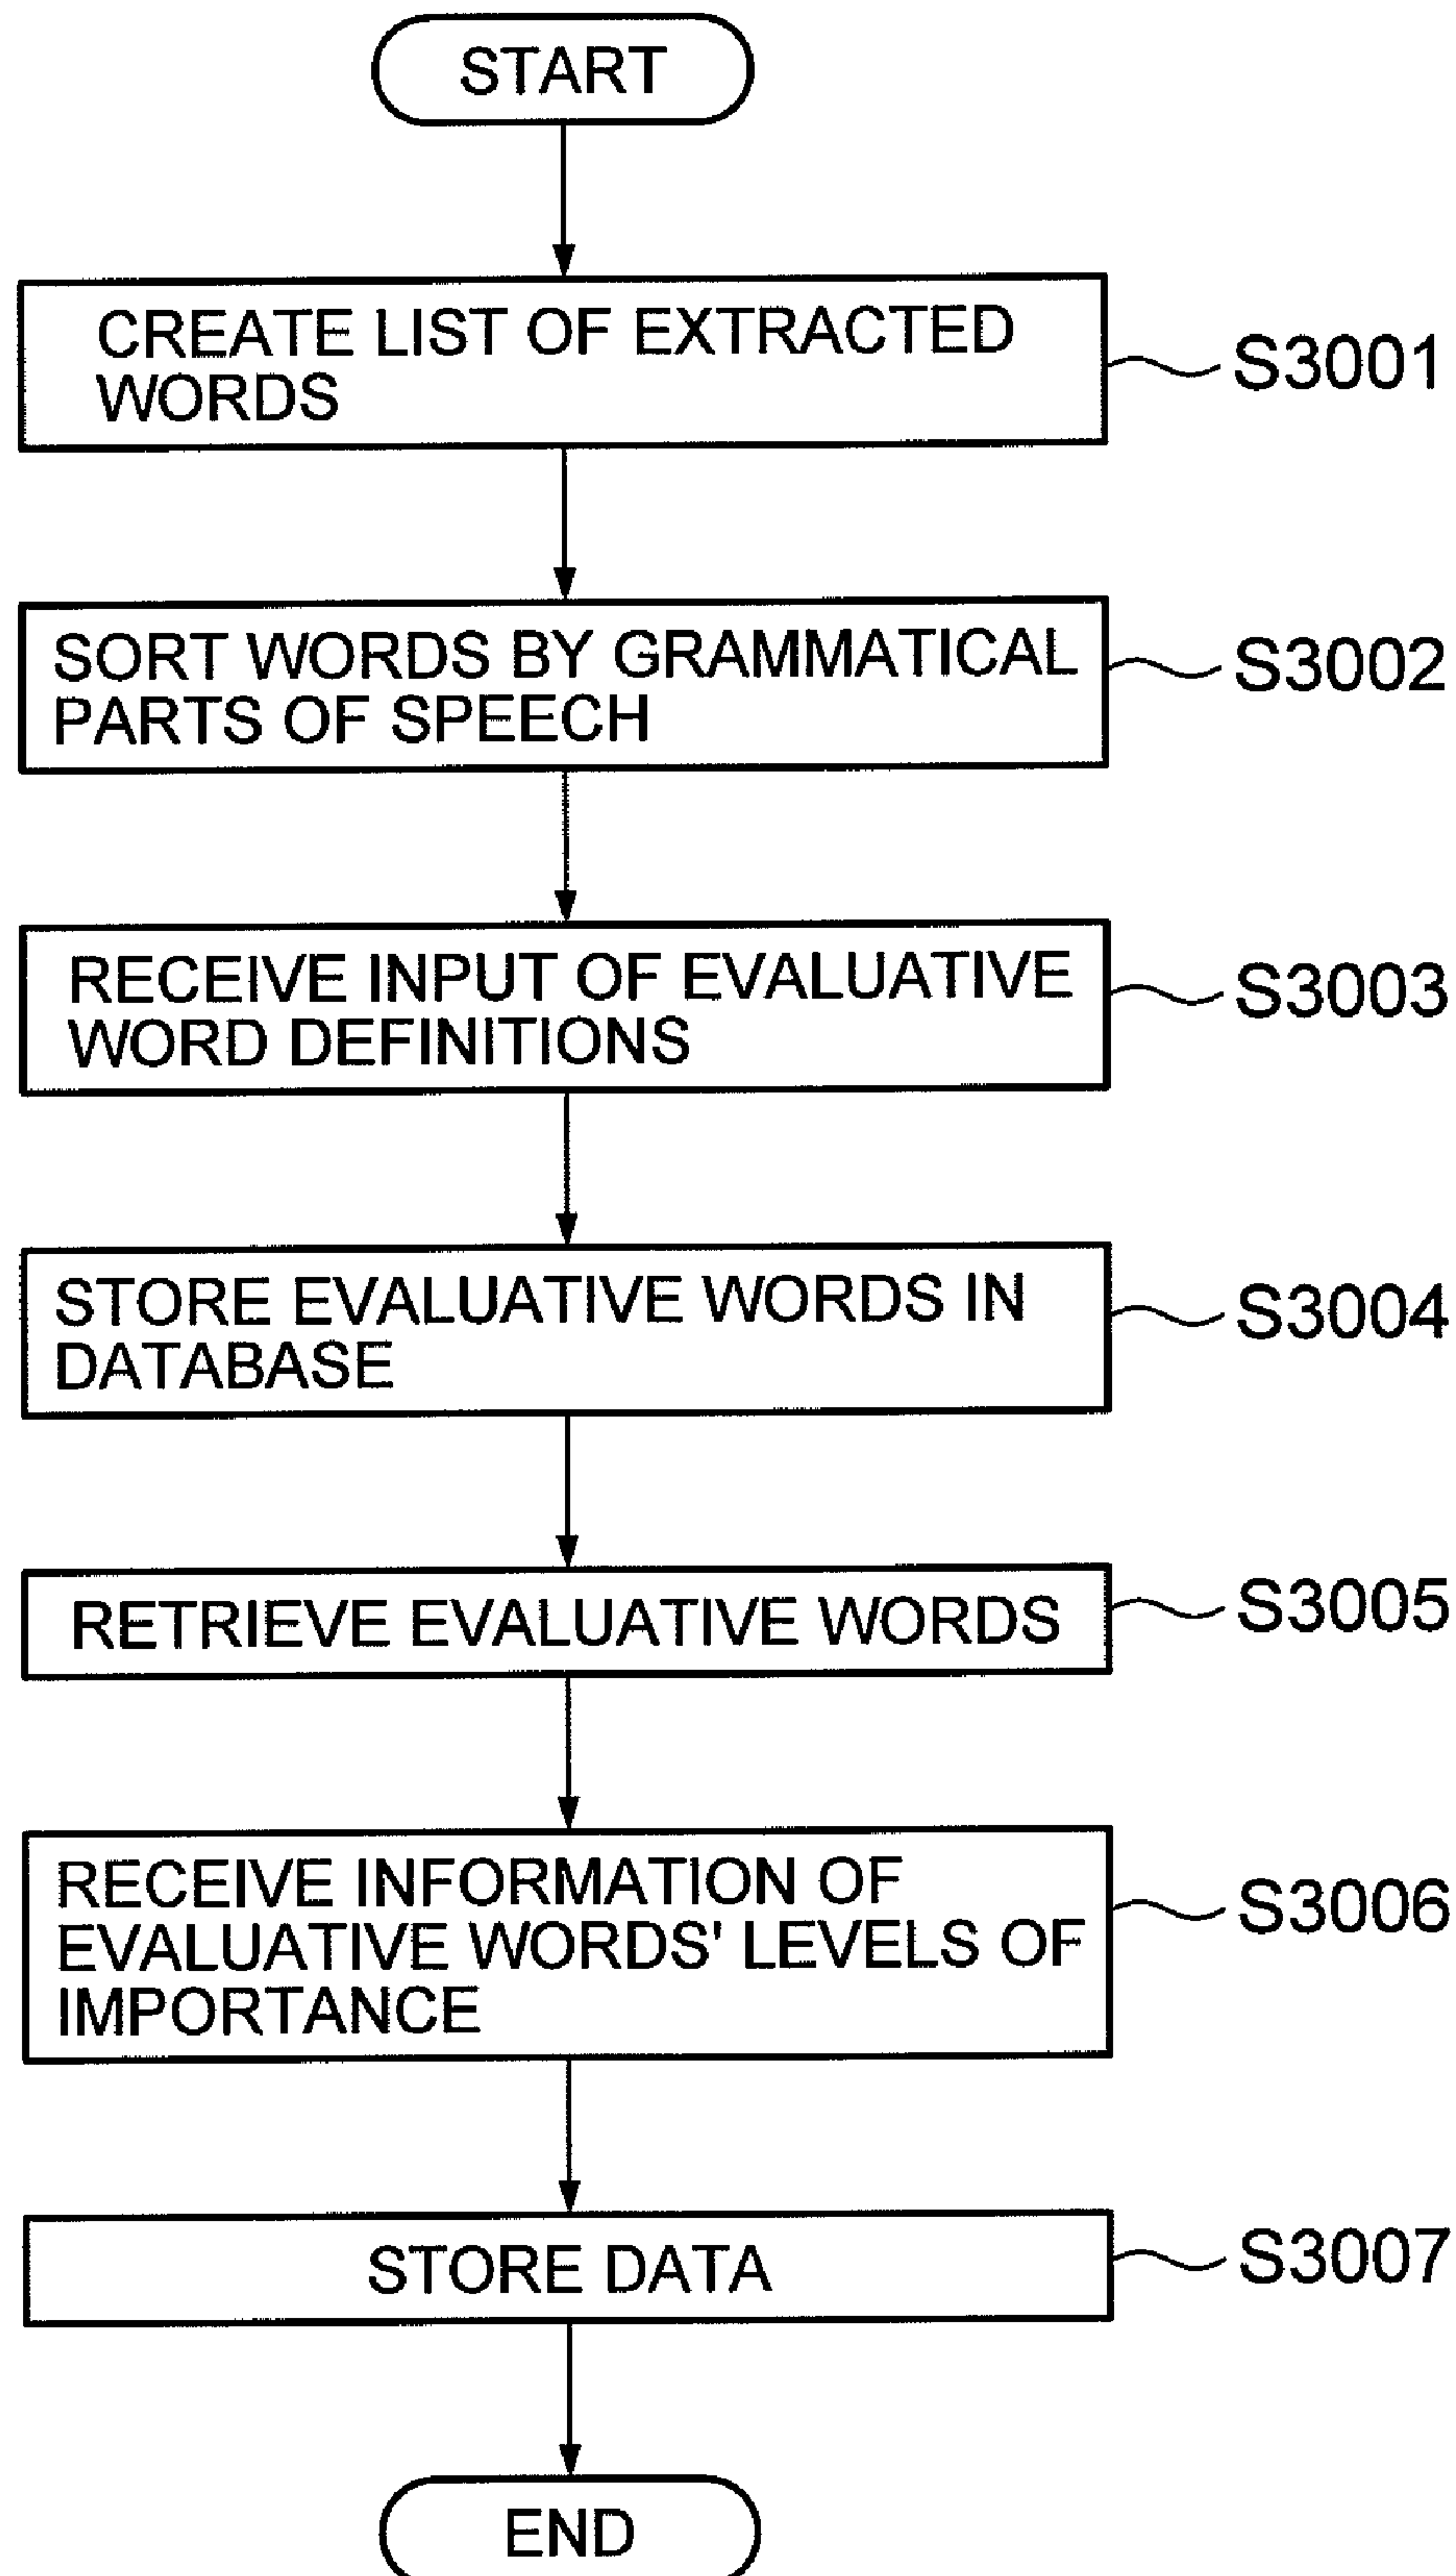 START
CREATE LIST OF EXTRACTED
WORDS
S3001
SORT WORDS BY GRAMMATICAL
PARTS OF SPEECH
S3002
RECEIVE INPUT OF EVALUATIVE
WORD DEFINITIONS
S3003
STORE EVALUATIVE WORDS IN
DATABASE
S3004
RETRIEVE EVALUATIVE WORDS
S3005
RECEIVE INFORMATION OF
EVALUATIVE WORDS' LEVELS OF
IMPORTANCE
S3006
STORE DATA
S3007
END